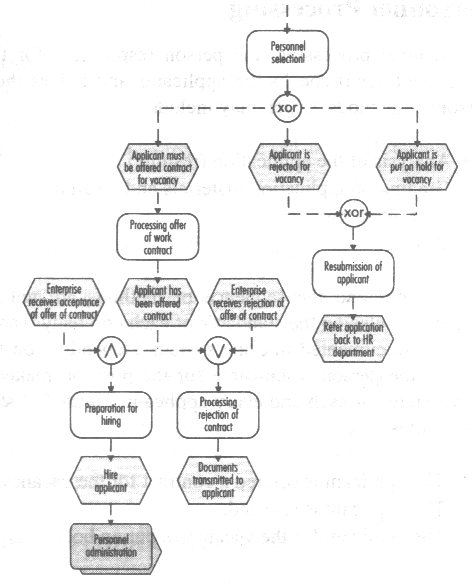 Personnel
selection
xor
Applicant must
be offered contract
for vacancy
Applicant is
rejected for
vacancy
Applicant is
put on hold for
vacancy
xor
Processing offer
of work
contract
Resubmission of
applicant
Enterprise
receives acceptance
of offer of contract
Applicant has
been offered
contract
Enterprise
receives rejection of
offer of contract
Refer application
back to HR
department
Λ
V
Preparation for
hiring
Processing
rejection of
contract
Hire
applicant
Documents
transmitted to
applicant
Personnel
administration